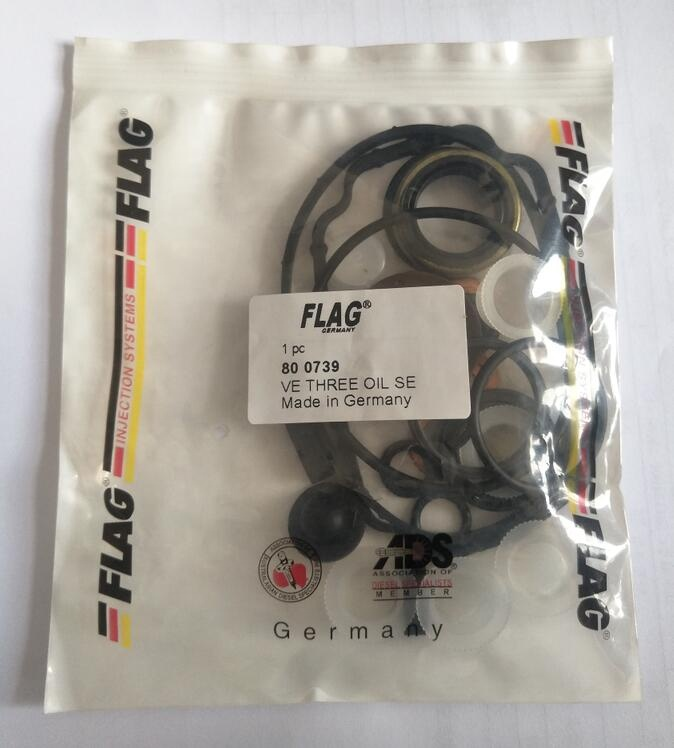 FLAG®
INJECTION SYSTEMS
FLAG
FLAG®
GERMANY
1 pc
80 0739
VE THREE OIL SE
Made in Germany
FLAG
FLAG®
ADS
ASSOCIATION OF
DIESEL SPECIALISTS
MEMBER
Germany